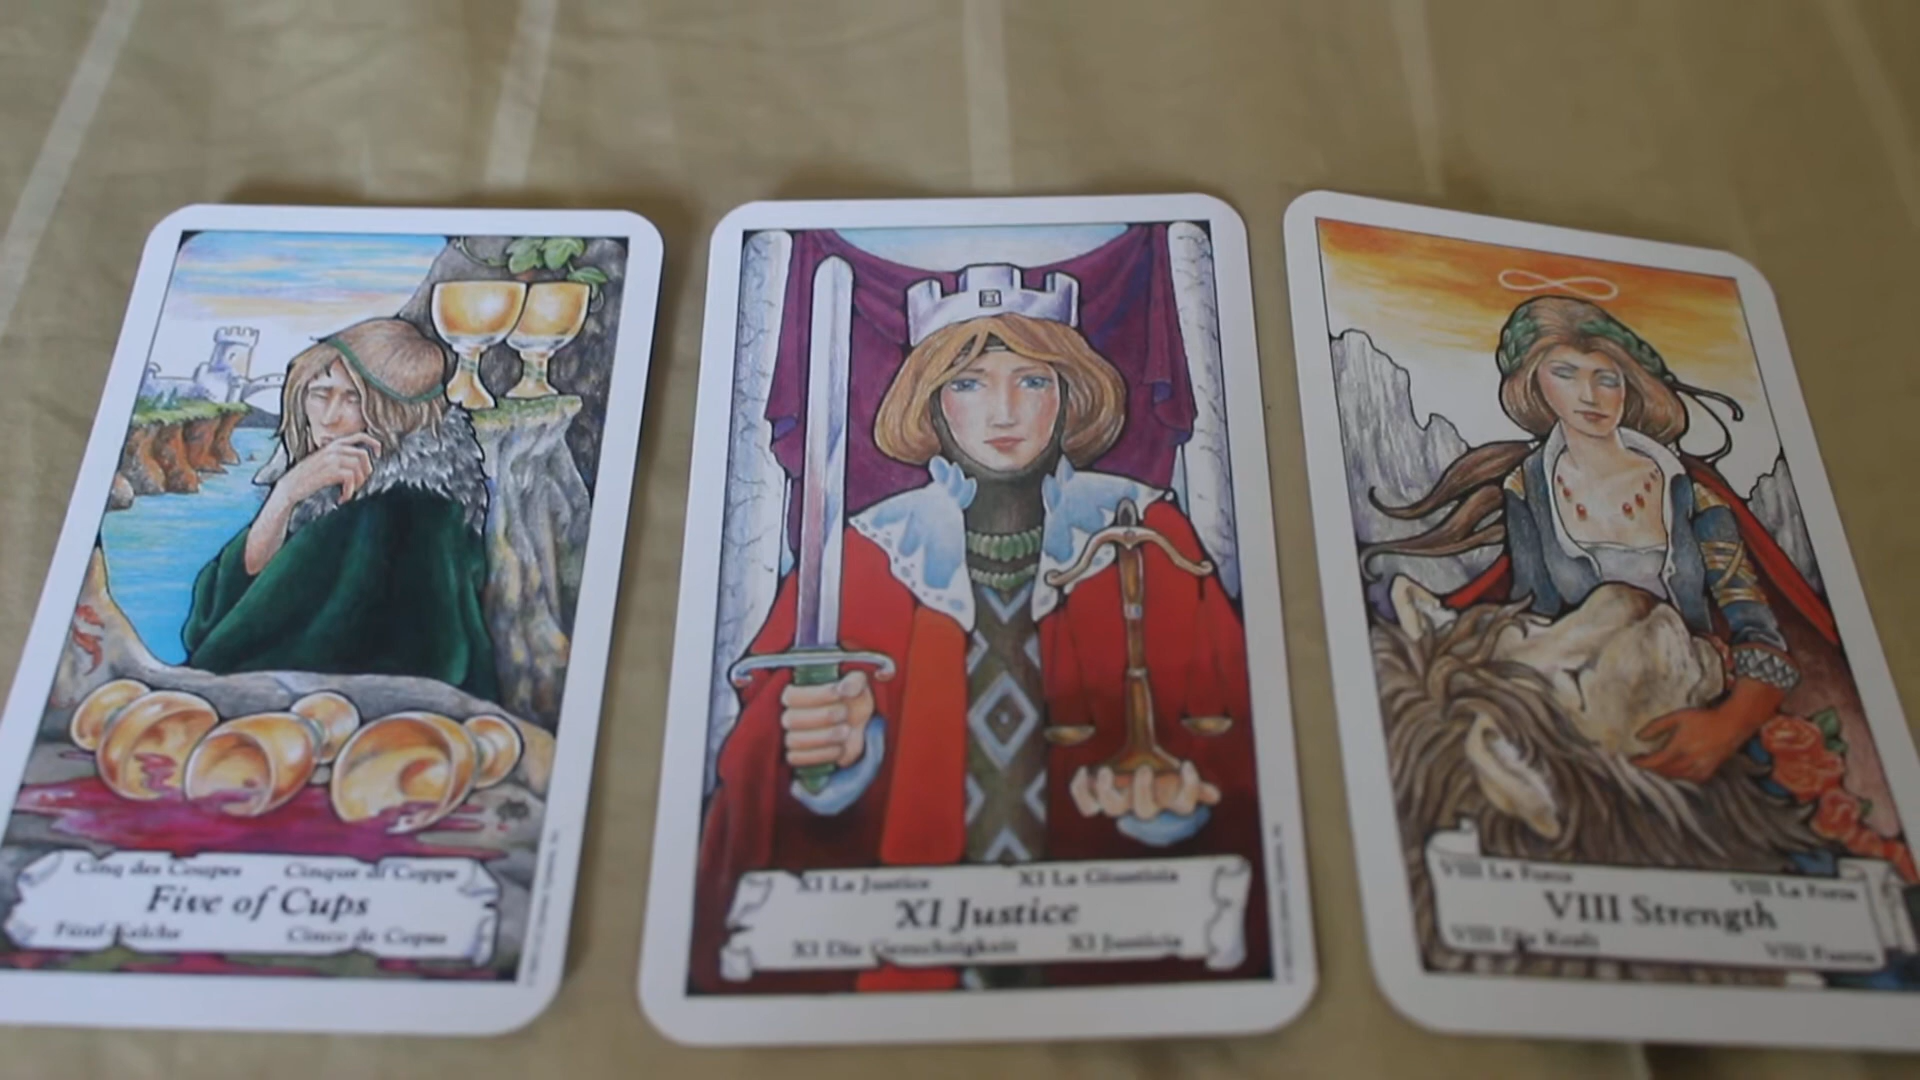 Cinq des Coupes Cinque di Coppe
Five of Cups
Fünf Kelche Cinco de Copas
XI La Justice XI La Giustizia
XI Justice
XI Die Gerechtigkeit XI Justicia
VIII La Force VIII La Forza
VIII Strength
VIII Die Kraft VIII Fuerza